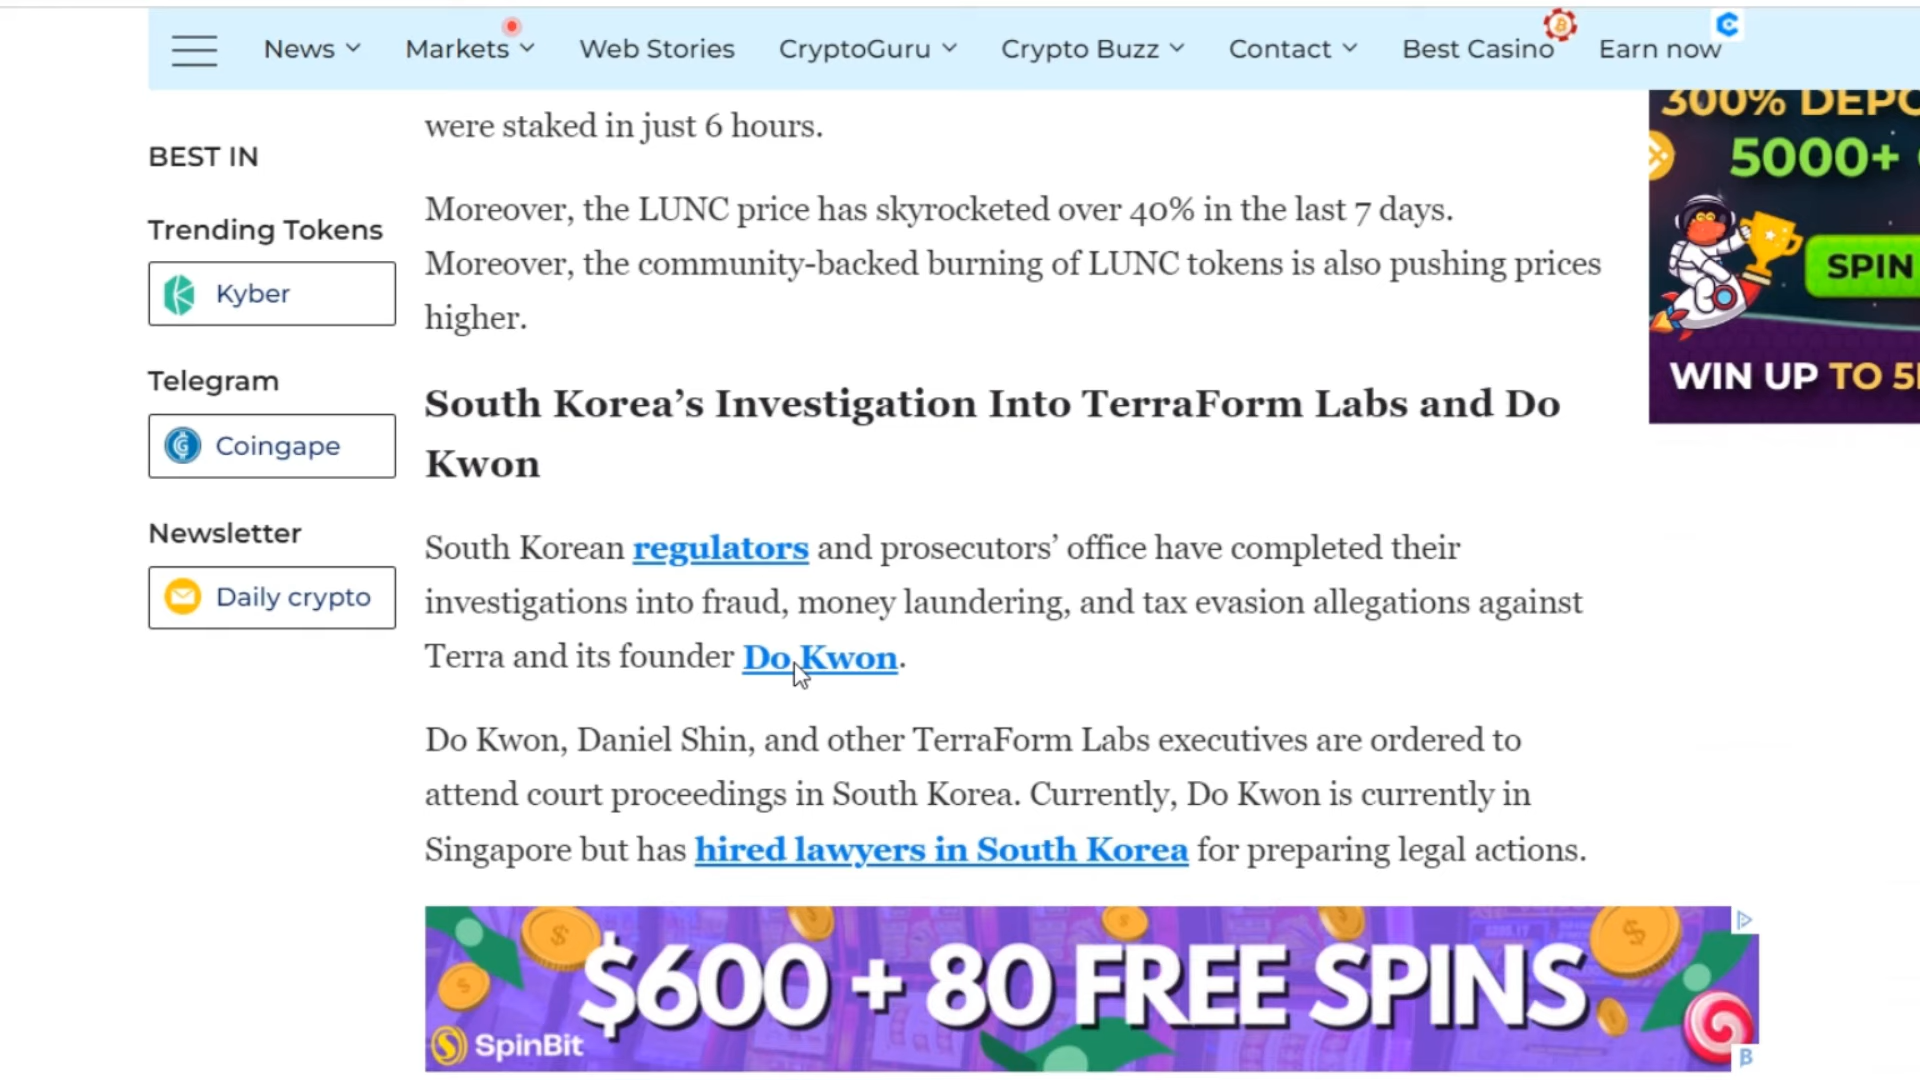 News
Markets
Web Stories
CryptoGuru
Crypto Buzz
Contact
Best Casino
Earn now
were staked in just 6 hours.
BEST IN
Trending Tokens
Kyber
Telegram
Coingape
Newsletter
Daily crypto
Moreover, the LUNC price has skyrocketed over 40% in the last 7 days.
Moreover, the community-backed burning of LUNC tokens is also pushing prices
higher.
South Korea’s Investigation Into TerraForm Labs and Do
Kwon
South Korean regulators and prosecutors’ office have completed their
investigations into fraud, money laundering, and tax evasion allegations against
Terra and its founder Do Kwon.
Do Kwon, Daniel Shin, and other TerraForm Labs executives are ordered to
attend court proceedings in South Korea. Currently, Do Kwon is currently in
Singapore but has hired lawyers in South Korea for preparing legal actions.
300% DEPO
5000+
SPIN
WIN UP TO 5
$600 + 80 FREE SPINS
SpinBit